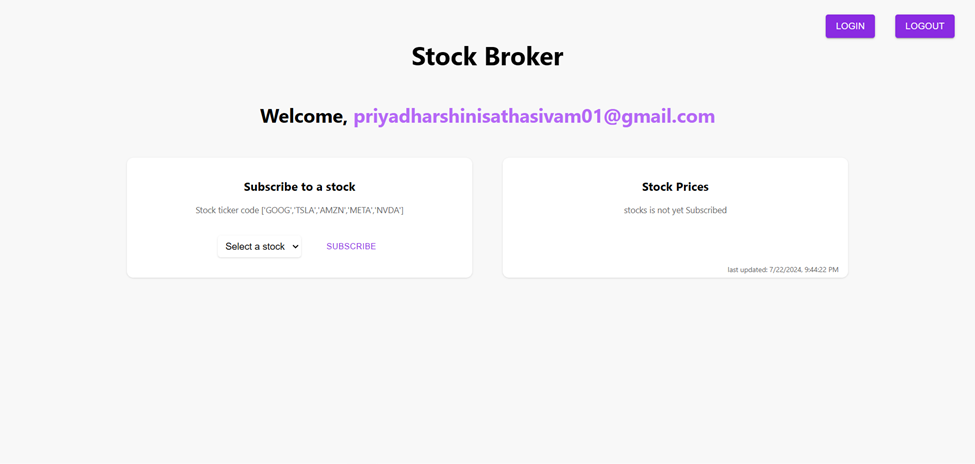 LOGIN LOGOUT
Stock Broker
Welcome, priyadharshinisathasivam01@gmail.com
Subscribe to a stock
Stock ticker code ['GOOG','TSLA','AMZN','META','NVDA']
Select a stock SUBSCRIBE
Stock Prices
stocks is not yet Subscribed
last updated: 7/22/2024, 9:44:22 PM